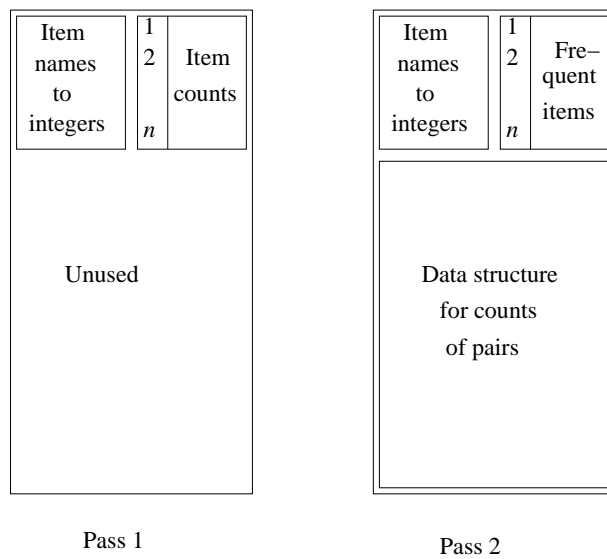 Item
names
to
integers
1
2
n
Item
counts
Unused
Pass 1
Item
names
to
integers
1
2
n
Fre–
quent
items
Data structure
for counts
of pairs
Pass 2